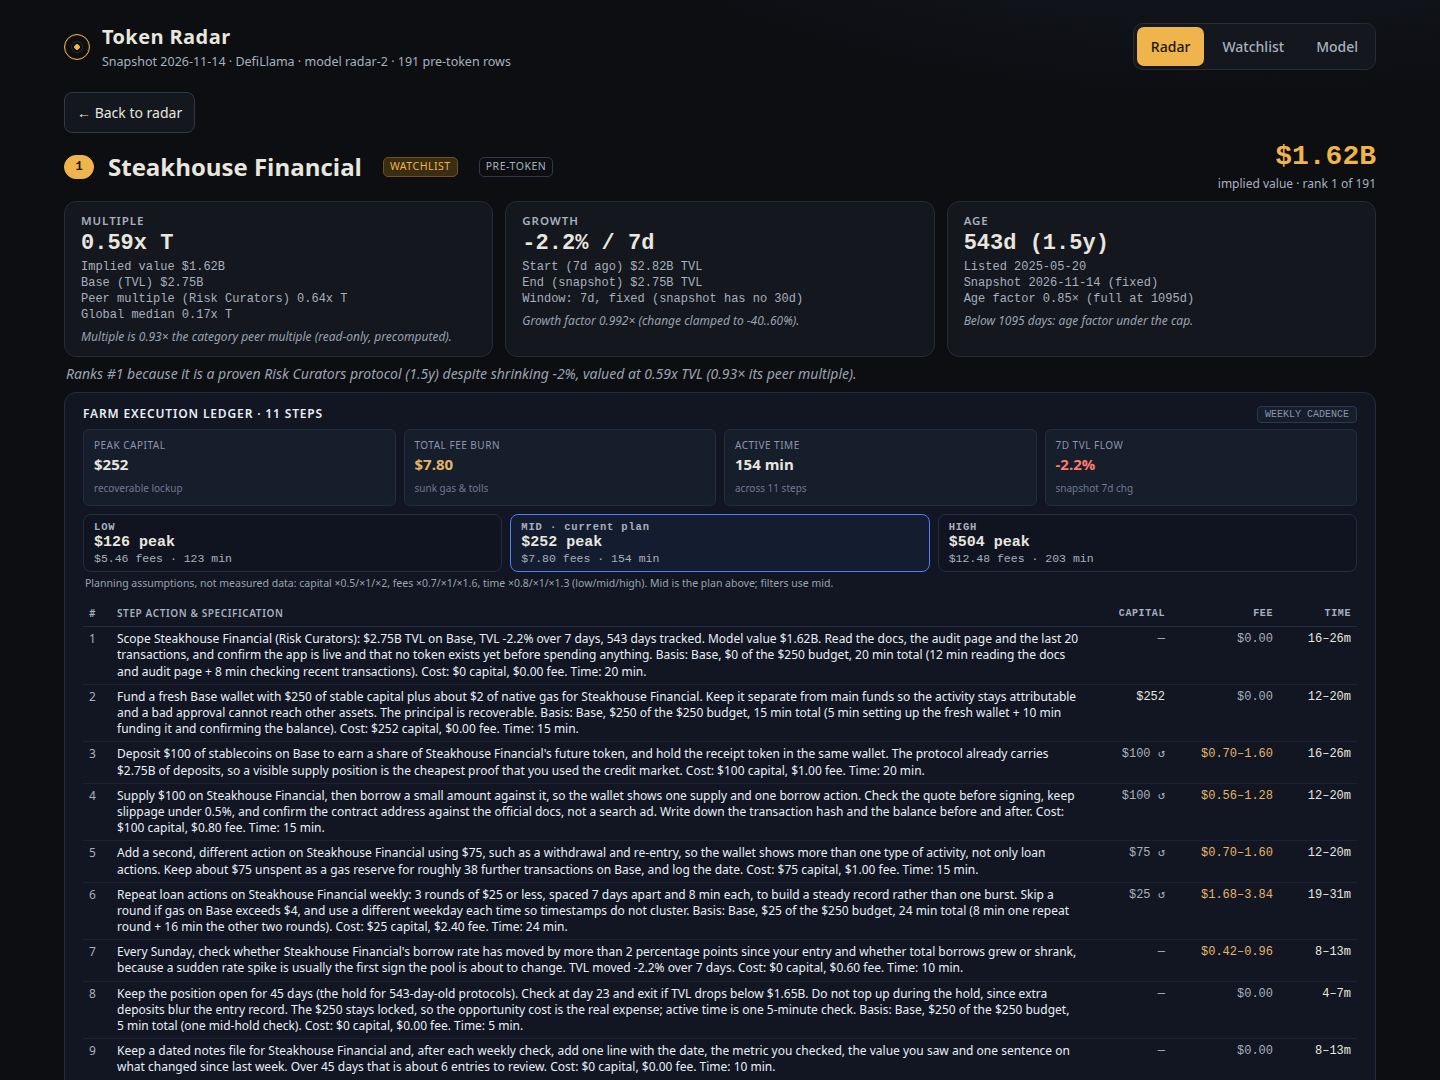 Token Radar
Snapshot 2026-11-14 · DefiLlama · model radar-2 · 191 pre-token rows
Radar
Watchlist
Model
← Back to radar
1
Steakhouse Financial
WATCHLIST
PRE-TOKEN
$1.62B
implied value · rank 1 of 191
MULTIPLE
0.59x T
Implied value $1.62B
Base (TVL) $2.75B
Peer multiple (Risk Curators) 0.64x T
Global median 0.17x T
Multiple is 0.93× the category peer multiple (read-only, precomputed).
GROWTH
-2.2% / 7d
Start (7d ago) $2.82B TVL
End (snapshot) $2.75B TVL
Window: 7d, fixed (snapshot has no 30d)
Growth factor 0.992× (change clamped to -40..60%).
AGE
543d (1.5y)
Listed 2025-05-20
Snapshot 2026-11-14 (fixed)
Age factor 0.85× (full at 1095d)
Below 1095 days: age factor under the cap.
Ranks #1 because it is a proven Risk Curators protocol (1.5y) despite shrinking -2%, valued at 0.59x TVL (0.93× its peer multiple).
FARM EXECUTION LEDGER · 11 STEPS
WEEKLY CADENCE
PEAK CAPITAL
$252
recoverable lockup
TOTAL FEE BURN
$7.80
sunk gas & tolls
ACTIVE TIME
154 min
across 11 steps
7D TVL FLOW
-2.2%
snapshot 7d chg
LOW
$126 peak
$5.46 fees · 123 min
MID · current plan
$252 peak
$7.80 fees · 154 min
HIGH
$504 peak
$12.48 fees · 203 min
Planning assumptions, not measured data: capital ×0.5/×1/×2, fees ×0.7/×1/×1.6, time ×0.8/×1/×1.3 (low/mid/high). Mid is the plan above; filters use mid.
# STEP ACTION & SPECIFICATION CAPITAL FEE TIME
1 Scope Steakhouse Financial (Risk Curators): $2.75B TVL on Base, TVL -2.2% over 7 days, 543 days tracked. Model value $1.62B. Read the docs, the audit page and the last 20 — $0.00 16–26m
transactions, and confirm the app is live and that no token exists yet before spending anything. Basis: Base, $0 of the $250 budget, 20 min total (12 min reading the docs
and audit page + 8 min checking recent transactions). Cost: $0 capital, $0.00 fee. Time: 20 min.
2 Fund a fresh Base wallet with $250 of stable capital plus about $2 of native gas for Steakhouse Financial. Keep it separate from main funds so the activity stays attributable $252 $0.00 12–20m
and a bad approval cannot reach other assets. The principal is recoverable. Basis: Base, $250 of the $250 budget, 15 min total (5 min setting up the fresh wallet + 10 min
funding it and confirming the balance). Cost: $252 capital, $0.00 fee. Time: 15 min.
3 Deposit $100 of stablecoins on Base to earn a share of Steakhouse Financial's future token, and hold the receipt token in the same wallet. The protocol already carries $100 ↺ $0.70–1.60 16–26m
$2.75B of deposits, so a visible supply position is the cheapest proof that you used the credit market. Cost: $100 capital, $1.00 fee. Time: 20 min.
4 Supply $100 on Steakhouse Financial, then borrow a small amount against it, so the wallet shows one supply and one borrow action. Check the quote before signing, keep $100 ↺ $0.56–1.28 12–20m
slippage under 0.5%, and confirm the contract address against the official docs, not a search ad. Write down the transaction hash and the balance before and after. Cost:
$100 capital, $0.80 fee. Time: 15 min.
5 Add a second, different action on Steakhouse Financial using $75, such as a withdrawal and re-entry, so the wallet shows more than one type of activity, not only loan $75 ↺ $0.70–1.60 12–20m
actions. Keep about $75 unspent as a gas reserve for roughly 38 further transactions on Base, and log the date. Cost: $75 capital, $1.00 fee. Time: 15 min.
6 Repeat loan actions on Steakhouse Financial weekly: 3 rounds of $25 or less, spaced 7 days apart and 8 min each, to build a steady record rather than one burst. Skip a $25 ↺ $1.68–3.84 19–31m
round if gas on Base exceeds $4, and use a different weekday each time so timestamps do not cluster. Basis: Base, $25 of the $250 budget, 24 min total (8 min one repeat
round + 16 min the other two rounds). Cost: $25 capital, $2.40 fee. Time: 24 min.
7 Every Sunday, check whether Steakhouse Financial's borrow rate has moved by more than 2 percentage points since your entry and whether total borrows grew or shrank, — $0.42–0.96 8–13m
because a sudden rate spike is usually the first sign the pool is about to change. TVL moved -2.2% over 7 days. Cost: $0 capital, $0.60 fee. Time: 10 min.
8 Keep the position open for 45 days (the hold for 543-day-old protocols). Check at day 23 and exit if TVL drops below $1.65B. Do not top up during the hold, since extra — $0.00 4–7m
deposits blur the entry record. The $250 stays locked, so the opportunity cost is the real expense; active time is one 5-minute check. Basis: Base, $250 of the $250 budget,
5 min total (one mid-hold check). Cost: $0 capital, $0.00 fee. Time: 5 min.
9 Keep a dated notes file for Steakhouse Financial and, after each weekly check, add one line with the date, the metric you checked, the value you saw and one sentence on — $0.00 8–13m
what changed since last week. Over 45 days that is about 6 entries to review. Cost: $0 capital, $0.00 fee. Time: 10 min.